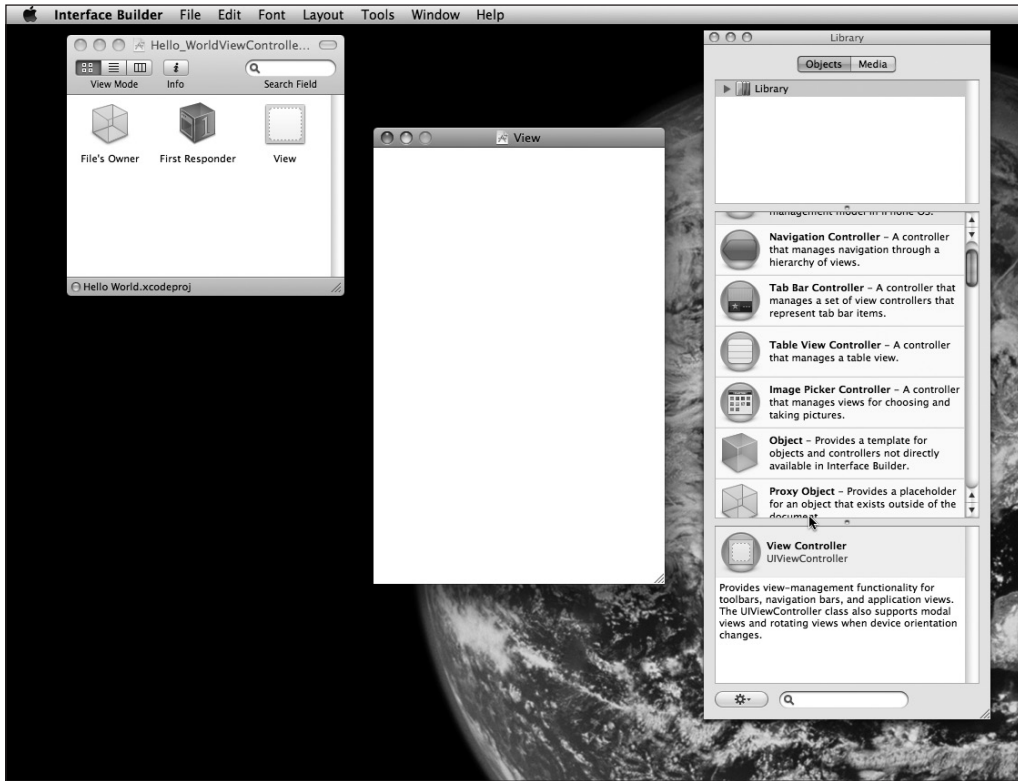 Interface Builder File Edit Font Layout Tools Window Help
Hello_WorldViewControlle...
View Mode Info Search Field
File's Owner First Responder View
Hello World.xcodeproj
View
Library
Objects Media
Library
management model in iPhone OS.
Navigation Controller – A controller
that manages navigation through a
hierarchy of views.
Tab Bar Controller – A controller that
manages a set of view controllers that
represent tab bar items.
Table View Controller – A controller
that manages a table view.
Image Picker Controller – A controller
that manages views for choosing and
taking pictures.
Object – Provides a template for
objects and controllers not directly
available in Interface Builder.
Proxy Object – Provides a placeholder
for an object that exists outside of the
document.
View Controller
UIViewController
Provides view-management functionality for
toolbars, navigation bars, and application views.
The UIViewController class also supports modal
views and rotating views when device orientation
changes.